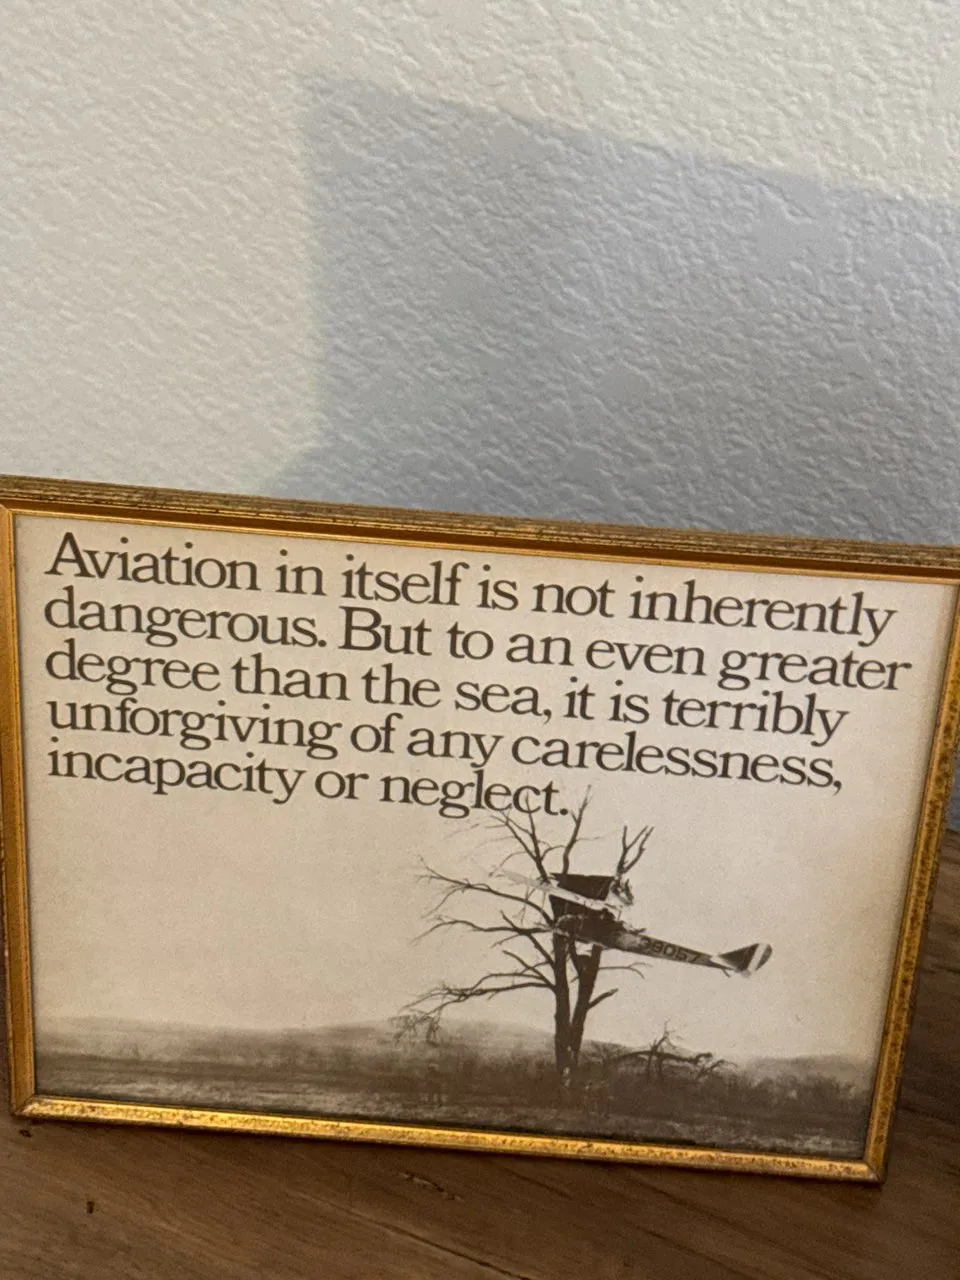 Aviation in itself is not inherently
dangerous. But to an even greater
degree than the sea, it is terribly
unforgiving of any carelessness,
incapacity or neglect.
39057